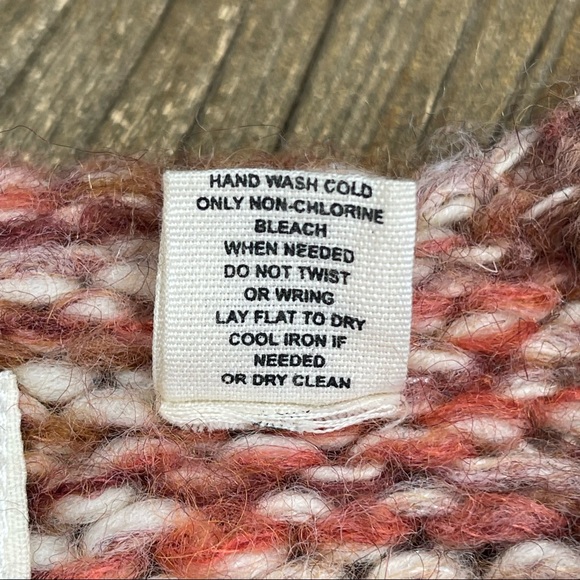 HAND WASH COLD
ONLY NON-CHLORINE
BLEACH
WHEN NEEDED
DO NOT TWIST
OR WRING
LAY FLAT TO DRY
COOL IRON IF
NEEDED
OR DRY CLEAN